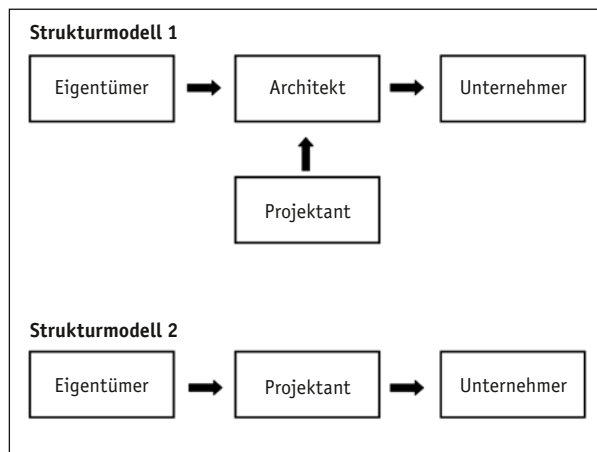 Strukturmodell 1
Eigentümer Architekt Unternehmer
Projektant
Strukturmodell 2
Eigentümer Projektant Unternehmer